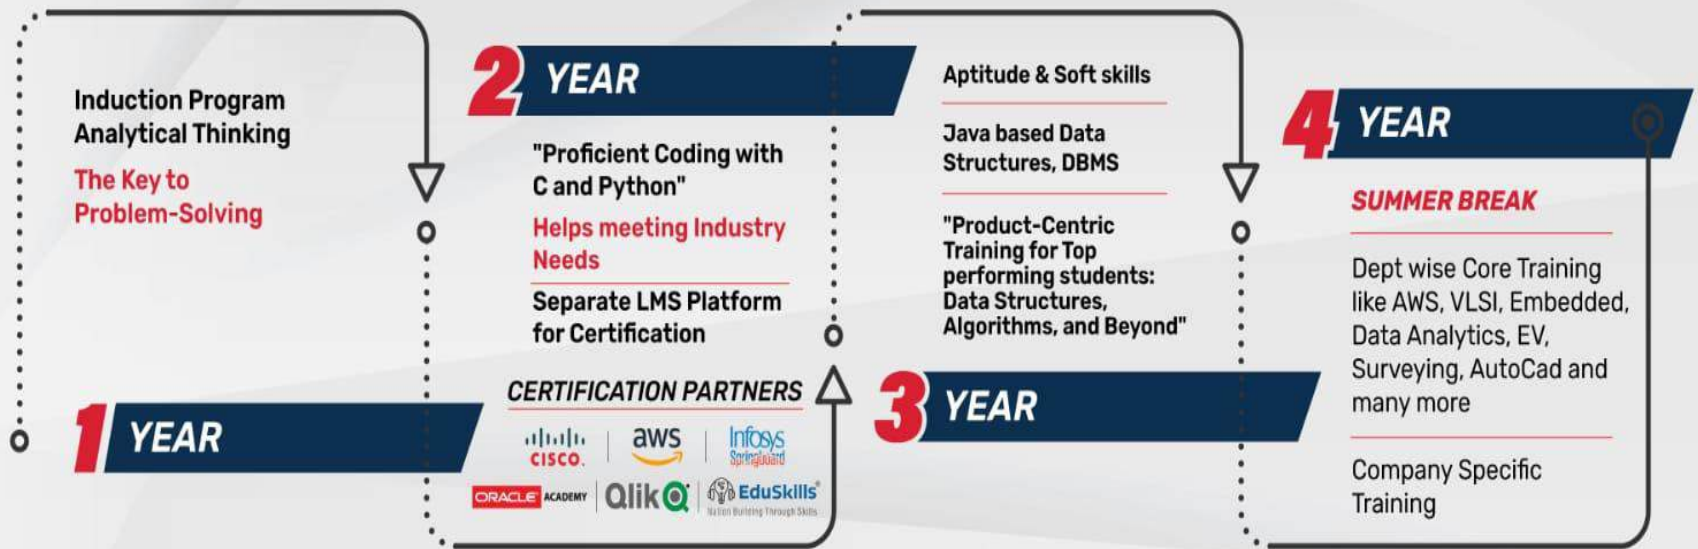 Induction Program
Analytical Thinking
The Key to
Problem-Solving
1 YEAR
2 YEAR
"Proficient Coding with
C and Python"
Helps meeting Industry
Needs
Separate LMS Platform
for Certification
CERTIFICATION PARTNERS
CISCO.
aws
Infosys
Springboard
ORACLE ACADEMY
Qlik
EduSkills
Nation Building Through Skills
Aptitude & Soft skills
Java based Data
Structures, DBMS
"Product-Centric
Training for Top
performing students:
Data Structures,
Algorithms, and Beyond"
3 YEAR
4 YEAR
SUMMER BREAK
Dept wise Core Training
like AWS, VLSI, Embedded,
Data Analytics, EV,
Surveying, AutoCad and
many more
Company Specific
Training